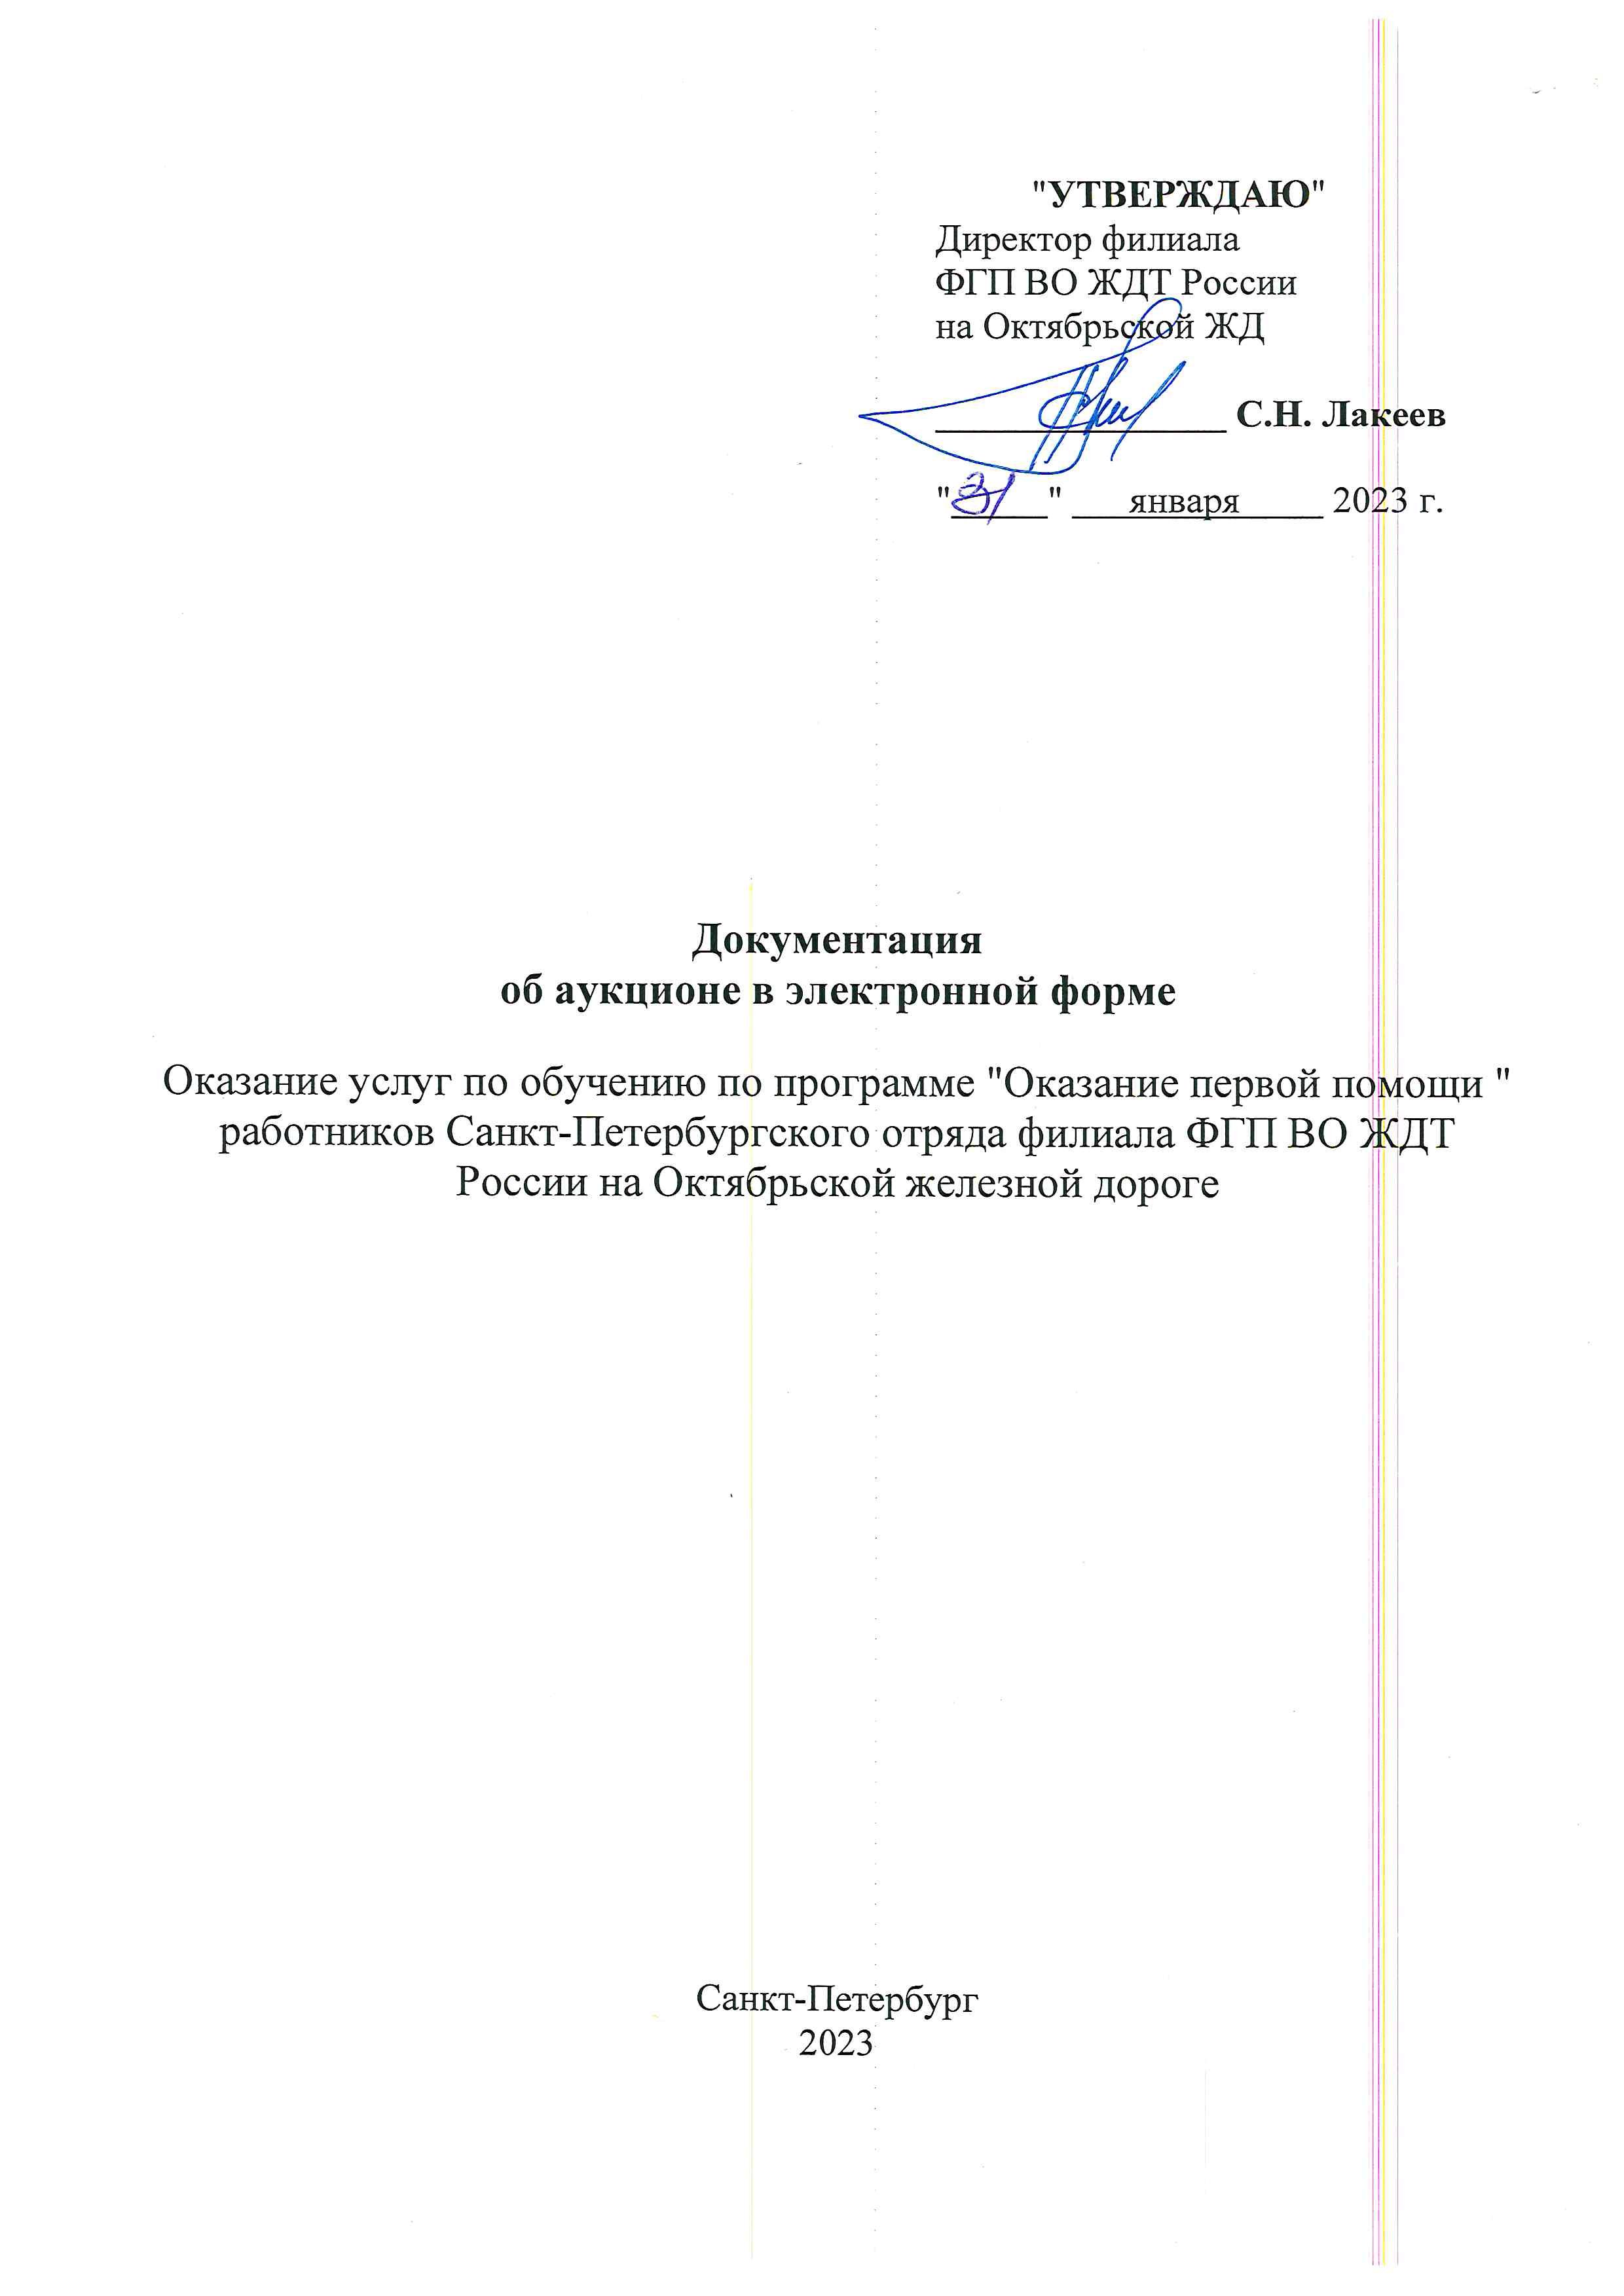 "УТВЕРЖДАЮ"
Директор филиала
ФГП ВО ЖДТ России
на Октябрьской ЖД
С.Н. Лакеев
"31" января 2023 г.
Документация
об аукционе в электронной форме
Оказание услуг по обучению по программе "Оказание первой помощи "
работников Санкт-Петербургского отряда филиала ФГП ВО ЖДТ
России на Октябрьской железной дороге
Санкт-Петербург
2023